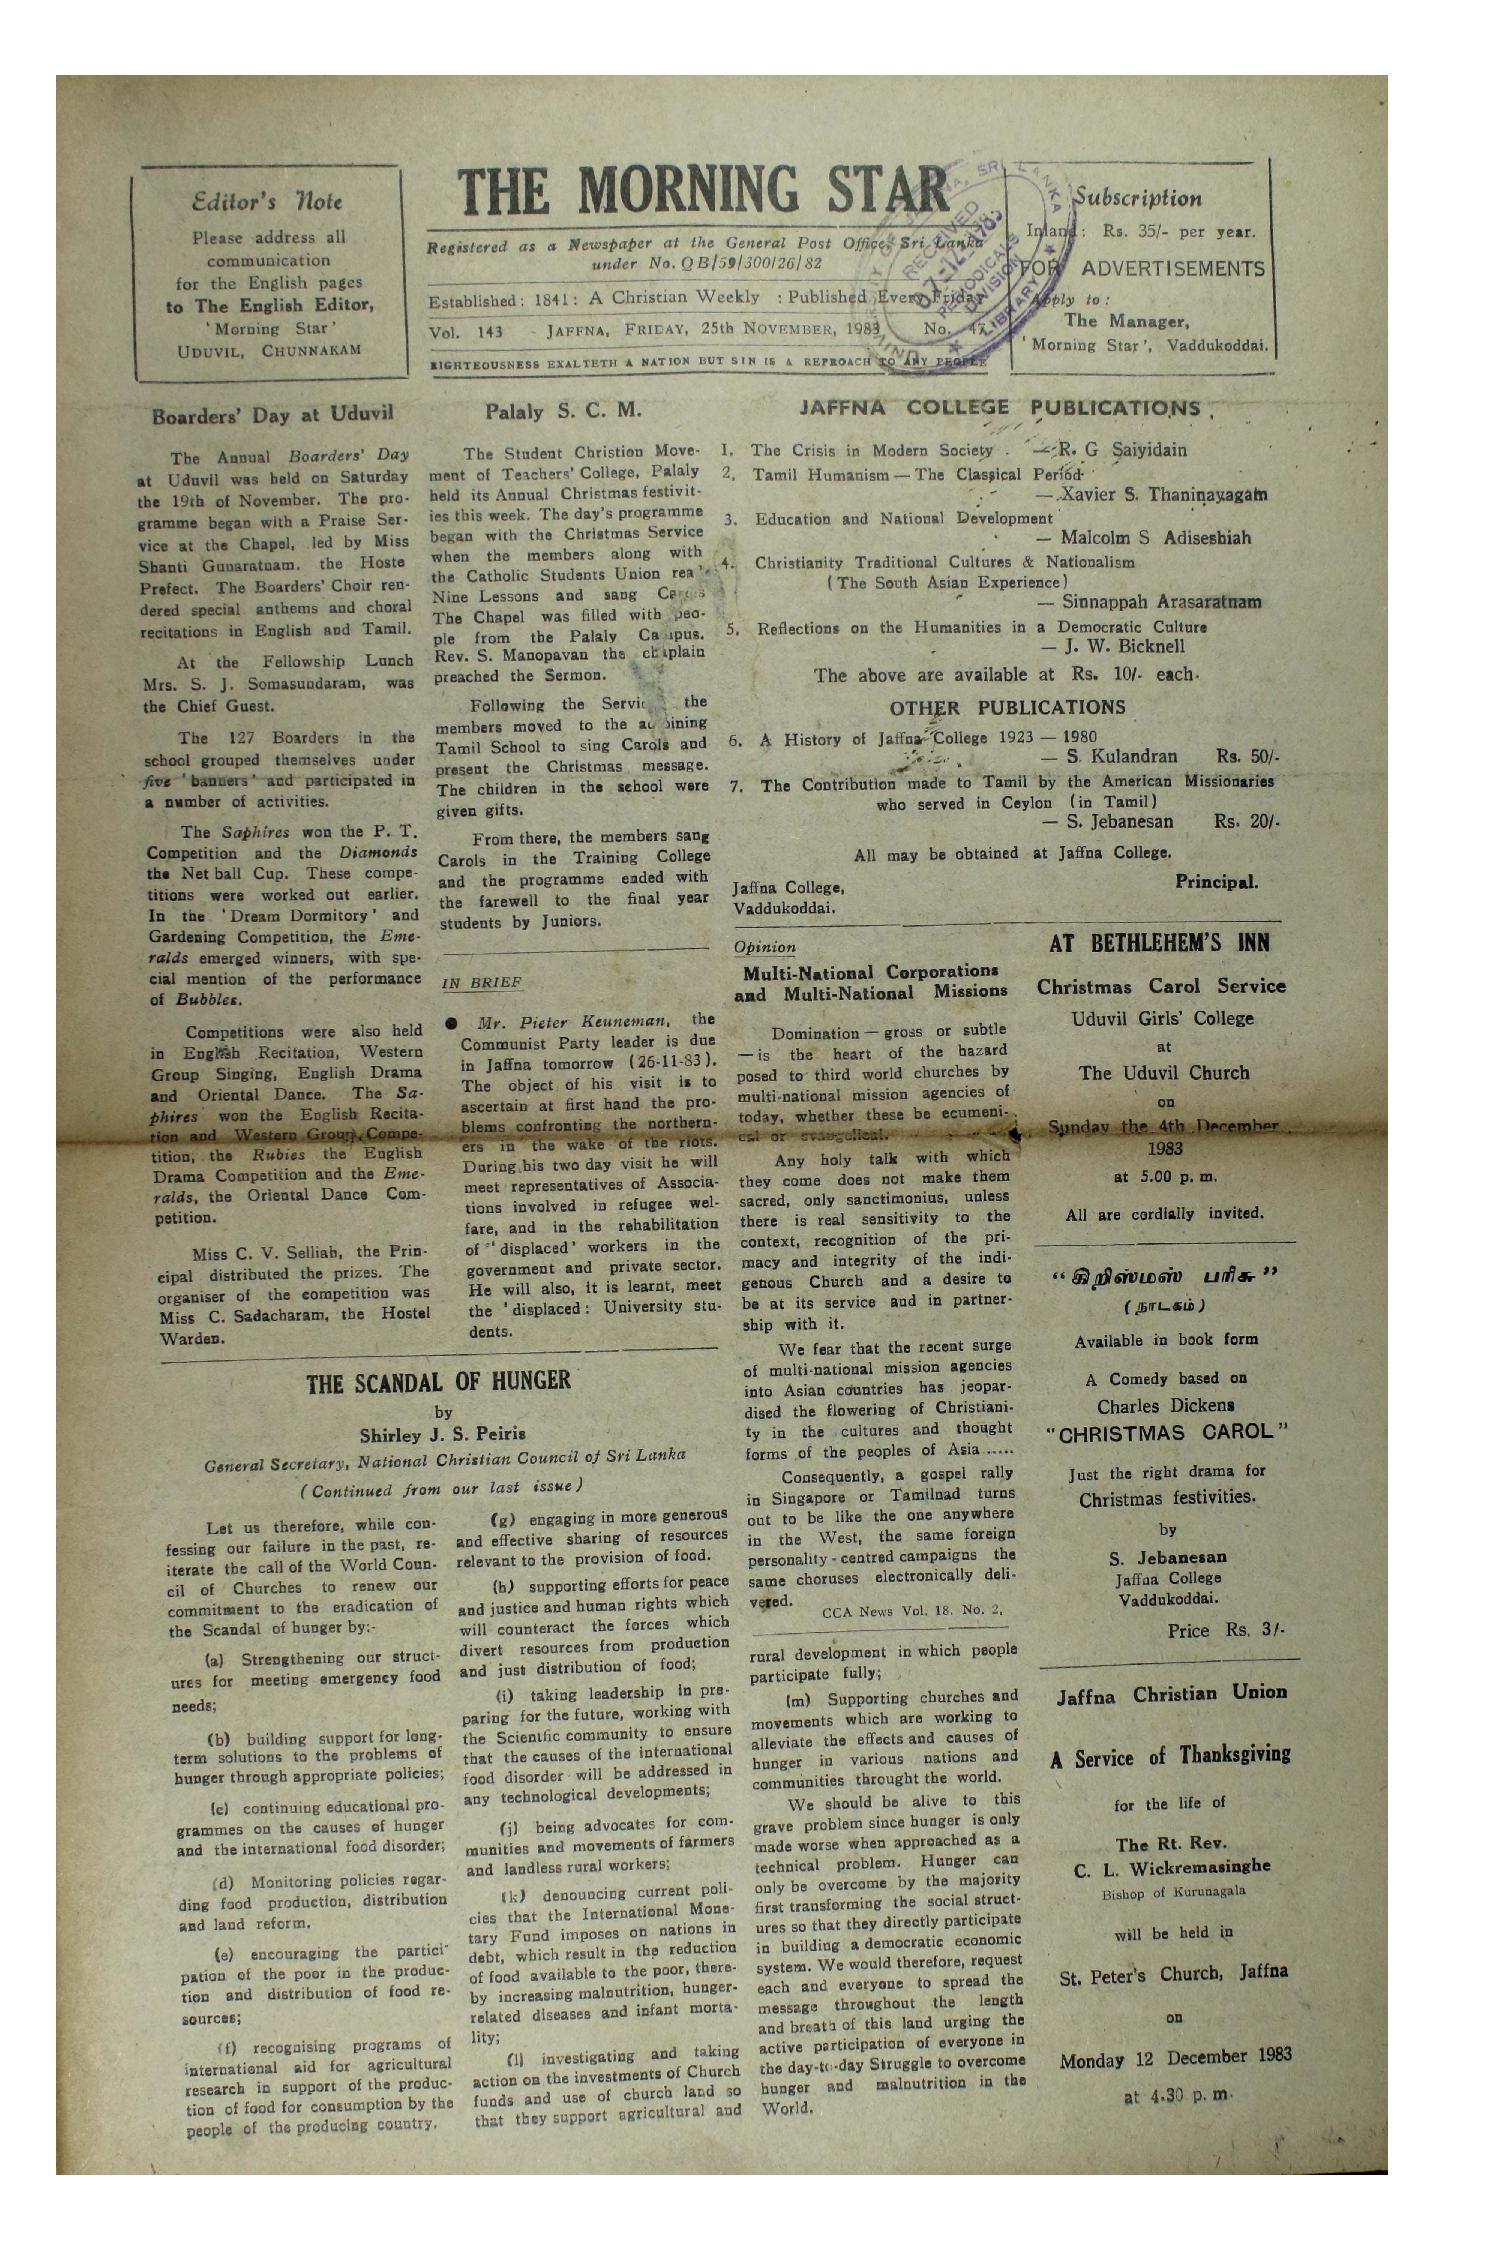 Editor's Note
Please address all
communication
for the English pages
to The English Editor,
'Morning Star'
UDUVIL, CHUNNAKAM
THE MORNING STAR
Registered as a Newspaper at the General Post Office, Sri Lanka
under No. QB/59/300/26/82
Established: 1841: A Christian Weekly : Published Every Friday
Vol. 143 - JAFFNA, FRIDAY, 25th NOVEMBER, 1983 No. 47
RIGHTEOUSNESS EXALTETH A NATION BUT SIN IS A REPROACH TO ANY PEOPLE
RECEIVED
PERIODICALS
DIVISION
LIBRARY
Subscription
Inland: Rs. 35/- per year.
FOR ADVERTISEMENTS
Apply to:
The Manager,
'Morning Star', Vaddukoddai.
Boarders' Day at Uduvil
The Annual Boarders' Day
at Uduvil was held on Saturday
the 19th of November. The pro-
gramme began with a Praise Ser-
vice at the Chapel, led by Miss
Shanti Gunaratnam. the Hoste
Prefect. The Boarders' Choir ren-
dered special anthems and choral
recitations in English and Tamil.
At the Fellowship Lunch
Mrs. S. J. Somasundaram, was
the Chief Guest.
The 127 Boarders in the
school grouped themselves under
five 'banners' and participated in
a number of activities.
The Saphires won the P. T.
Competition and the Diamonds
the Net ball Cup. These compe-
titions were worked out earlier.
In the 'Dream Dormitory' and
Gardening Competition, the Eme-
ralds emerged winners, with spe-
cial mention of the performance
of Bubbles.
Competitions were also held
in English Recitation, Western
Group Singing, English Drama
and Oriental Dance. The Sa-
phires won the English Recita-
tion and Western Group Compe-
tition, the Rubies the English
Drama Competition and the Eme-
ralds, the Oriental Dance Com-
petition.
Miss C. V. Selliah, the Prin-
cipal distributed the prizes. The
organiser of the competition was
Miss C. Sadacharam, the Hostel
Warden.
Palaly S. C. M.
The Student Christion Move-
ment of Teachers' College, Palaly
held its Annual Christmas festivit-
ies this week. The day's programme
began with the Christmas Service
when the members along with
the Catholic Students Union rea
Nine Lessons and sang
The Chapel was filled with peo-
ple from the Palaly Campus.
Rev. S. Manopavan the chaplain
preached the Sermon.
Following the Service the
members moved to the adjoining
Tamil School to sing Carols and
present the Christmas message.
The children in the school were
given gifts.
From there, the members sang
Carols in the Training College
and the programme ended with
the farewell to the final year
students by Juniors.
IN BRIEF
● Mr. Pieter Keuneman, the
Communist Party leader is due
in Jaffna tomorrow (26-11-83).
The object of his visit is to
ascertain at first hand the pro-
blems confronting the northern-
ers in the wake of the riots.
During his two day visit he will
meet representatives of Associa-
tions involved in refugee wel-
fare, and in the rehabilitation
of 'displaced' workers in the
government and private sector.
He will also, it is learnt, meet
the 'displaced: University stu-
dents.
JAFFNA COLLEGE PUBLICATIONS
1. The Crisis in Modern Society — R. G Saiyidain
2. Tamil Humanism — The Classical Period
— Xavier S. Thaninayagam
3. Education and National Development
— Malcolm S Adiseshiah
4. Christianity Traditional Cultures & Nationalism
(The South Asian Experience)
— Sinnappah Arasaratnam
5. Reflections on the Humanities in a Democratic Culture
— J. W. Bicknell
The above are available at Rs. 10/- each.
OTHER PUBLICATIONS
6. A History of Jaffna College 1923 — 1980
— S. Kulandran Rs. 50/-
7. The Contribution made to Tamil by the American Missionaries
who served in Ceylon (in Tamil)
— S. Jebanesan Rs. 20/-
All may be obtained at Jaffna College.
Principal.
Jaffna College,
Vaddukoddai.
Opinion
Multi-National Corporations
and Multi-National Missions
Domination — gross or subtle
— is the heart of the hazard
posed to third world churches by
multi-national mission agencies of
today, whether these be ecumeni-
cal or evangelical.
Any holy talk with which
they come does not make them
sacred, only sanctimonius, unless
there is real sensitivity to the
context, recognition of the pri-
macy and integrity of the indi-
genous Church and a desire to
be at its service and in partner-
ship with it.
We fear that the recent surge
of multi-national mission agencies
into Asian countries has jeopar-
dised the flowering of Christiani-
ty in the cultures and thought
forms of the peoples of Asia .....
Consequently, a gospel rally
in Singapore or Tamilnad turns
out to be like the one anywhere
in the West, the same foreign
personality - centred campaigns the
same choruses electronically deli-
vered.
CCA News Vol. 18. No. 2.
AT BETHLEHEM'S INN
Christmas Carol Service
Uduvil Girls' College
at
The Uduvil Church
on
Sunday the 4th December
1983
at 5.00 p. m.
All are cordially invited.
“கிறிஸ்மஸ் பரிசு”
(நாடகம்)
Available in book form
A Comedy based on
Charles Dickens
"CHRISTMAS CAROL"
Just the right drama for
Christmas festivities.
by
S. Jebanesan
Jaffna College
Vaddukoddai.
Price Rs. 3/-
Jaffna Christian Union
A Service of Thanksgiving
for the life of
The Rt. Rev.
C. L. Wickremasinghe
Bishop of Kurunagala
will be held in
St. Peter's Church, Jaffna
on
Monday 12 December 1983
at 4.30 p. m.
THE SCANDAL OF HUNGER
by
Shirley J. S. Peiris
General Secretary, National Christian Council of Sri Lanka
(Continued from our last issue)
Let us therefore, while con-
fessing our failure in the past, re-
iterate the call of the World Coun-
cil of Churches to renew our
commitment to the eradication of
the Scandal of hunger by:-
(a) Strengthening our struct-
ures for meeting emergency food
needs;
(b) building support for long-
term solutions to the problems of
hunger through appropriate policies;
(c) continuing educational pro-
grammes on the causes of hunger
and the international food disorder;
(d) Monitoring policies regar-
ding food production, distribution
and land reform.
(e) encouraging the partici-
pation of the poor in the produc-
tion and distribution of food re-
sources;
(f) recognising programs of
international aid for agricultural
research in support of the produc-
tion of food for consumption by the
people of the producing country.
(g) engaging in more generous
and effective sharing of resources
relevant to the provision of food.
(h) supporting efforts for peace
and justice and human rights which
will counteract the forces which
divert resources from production
and just distribution of food;
(i) taking leadership in pre-
paring for the future, working with
the Scientfic community to ensure
that the causes of the international
food disorder will be addressed in
any technological developments;
(j) being advocates for com-
munities and movements of farmers
and landless rural workers;
(k) denouncing current poli-
cies that the International Mone-
tary Fund imposes on nations in
debt, which result in the reduction
of food available to the poor, there-
by increasing malnutrition, hunger-
related diseases and infant morta-
lity;
(l) investigating and taking
action on the investments of Church
funds and use of church land so
that they support agricultural and
rural development in which people
participate fully;
(m) Supporting churches and
movements which are working to
alleviate the effects and causes of
hunger in various nations and
communities throught the world.
We should be alive to this
grave problem since hunger is only
made worse when approached as a
technical problem. Hunger can
only be overcome by the majority
first transforming the social struct-
ures so that they directly participate
in building a democratic economic
system. We would therefore, request
each and everyone to spread the
message throughout the length
and breath of this land urging the
active participation of everyone in
the day-to-day Struggle to overcome
hunger and malnutrition in the
World.